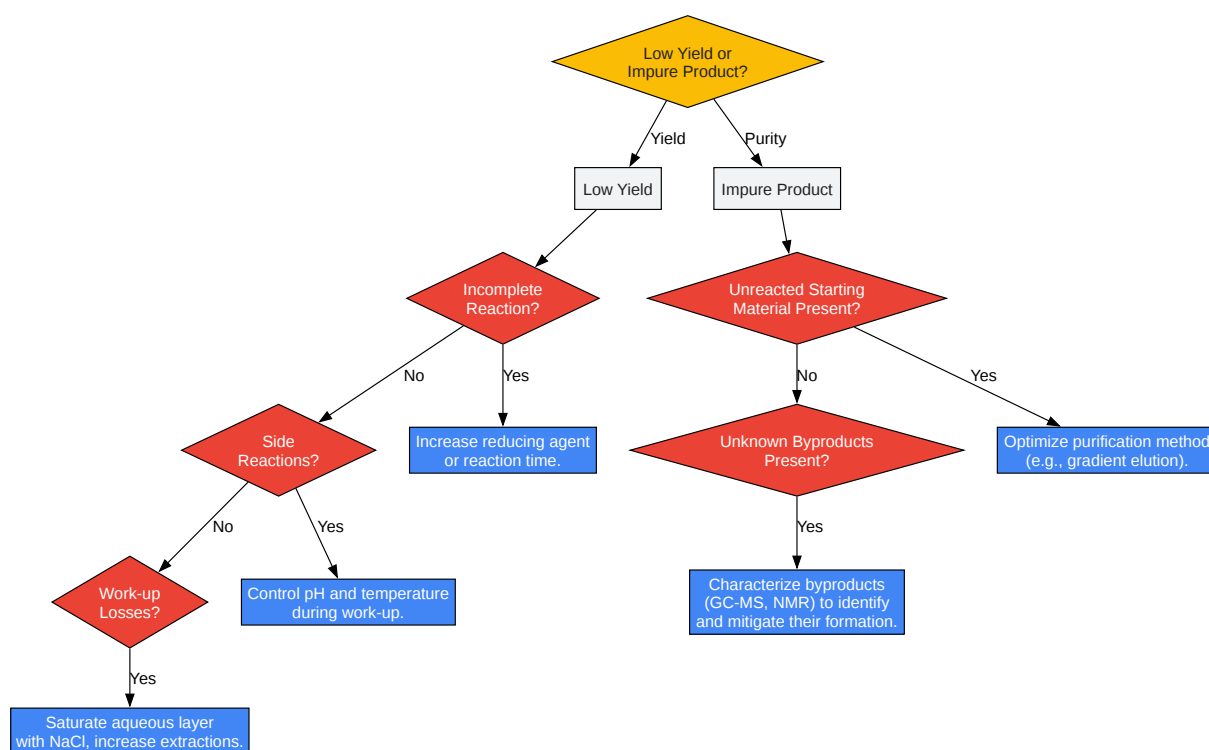 Low Yield or
Impure Product?
Yield
Purity
Low Yield
Impure Product
Incomplete
Reaction?
Unreacted Starting
Material Present?
No
Yes
No
Yes
Side
Reactions?
Increase reducing agent
or reaction time.
Unknown Byproducts
Present?
Optimize purification method
(e.g., gradient elution).
No
Yes
Yes
Work-up
Losses?
Control pH and temperature
during work-up.
Characterize byproducts
(GC-MS, NMR) to identify
and mitigate their formation.
Yes
Saturate aqueous layer
with NaCl, increase extractions.